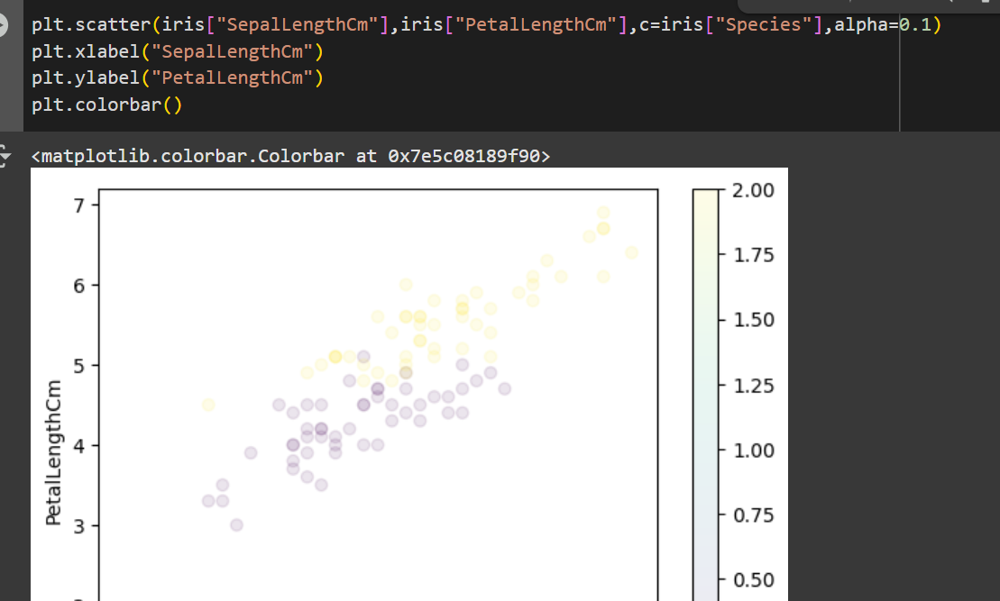 plt.scatter(iris["SepalLengthCm"],iris["PetalLengthCm"],c=iris["Species"],alpha=0.1)
plt.xlabel("SepalLengthCm")
plt.ylabel("PetalLengthCm")
plt.colorbar()
<matplotlib.colorbar.Colorbar at 0x7e5c08189f90>
7
6
5
4
3
PetalLengthCm
2.00
1.75
1.50
1.25
1.00
0.75
0.50